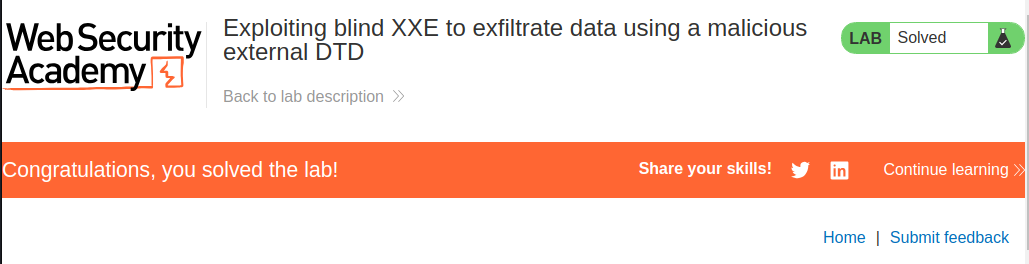 Web Security
Academy
Exploiting blind XXE to exfiltrate data using a malicious
external DTD
Back to lab description
LAB Solved
Congratulations, you solved the lab!
Share your skills!
Continue learning
Home | Submit feedback